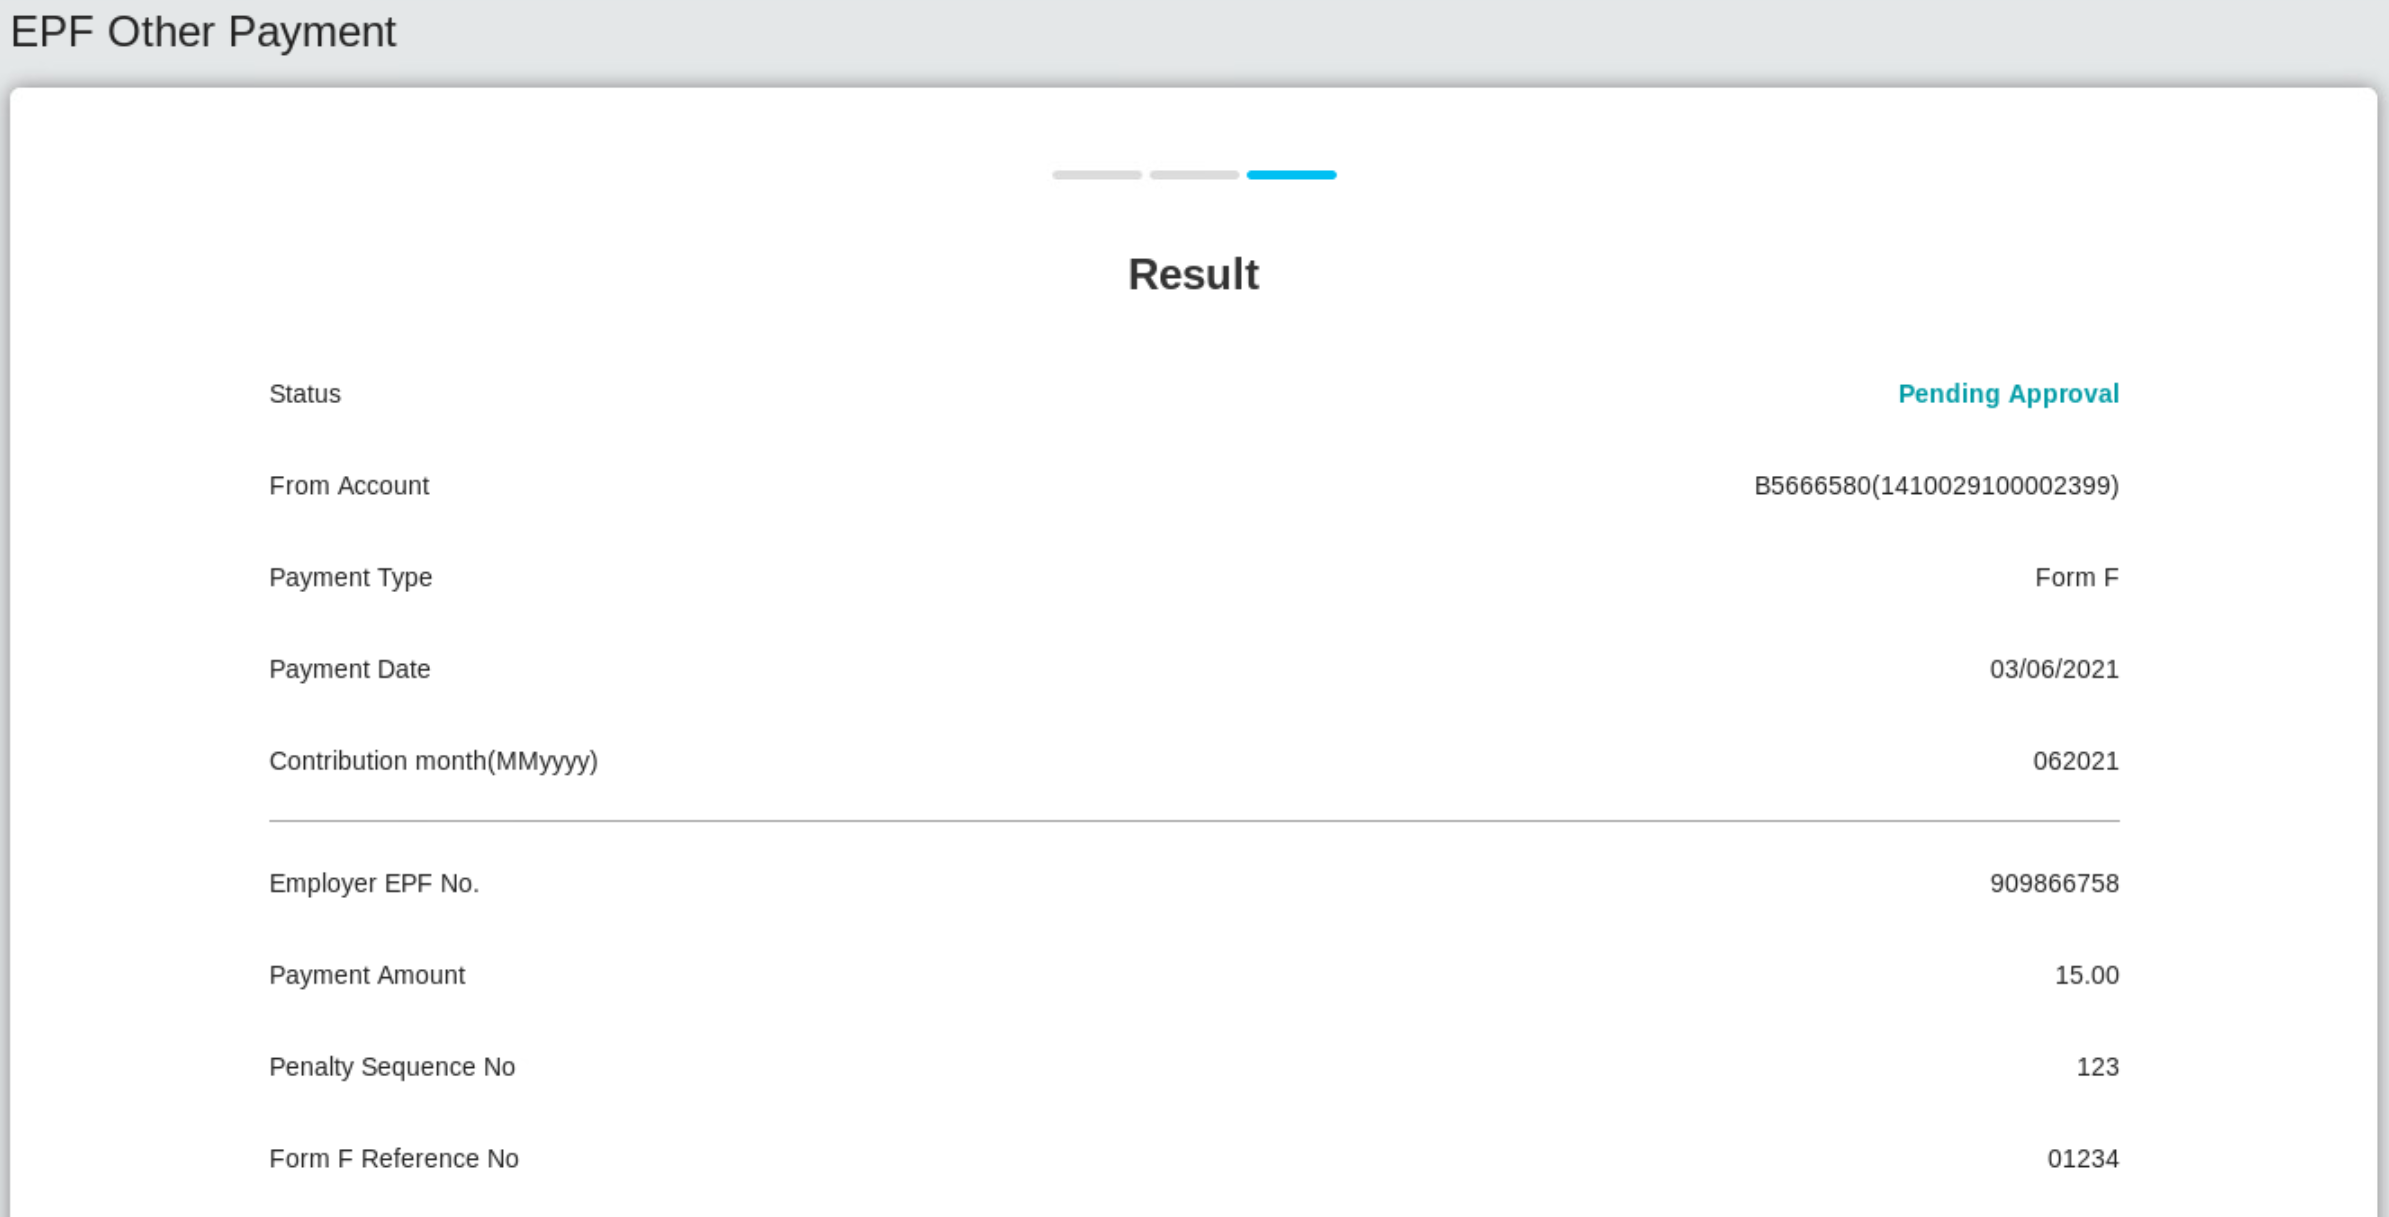 EPF Other Payment
Result
Status Pending Approval
From Account B5666580(1410029100002399)
Payment Type Form F
Payment Date 03/06/2021
Contribution month(MMyyyy) 062021
Employer EPF No. 909866758
Payment Amount 15.00
Penalty Sequence No 123
Form F Reference No 01234